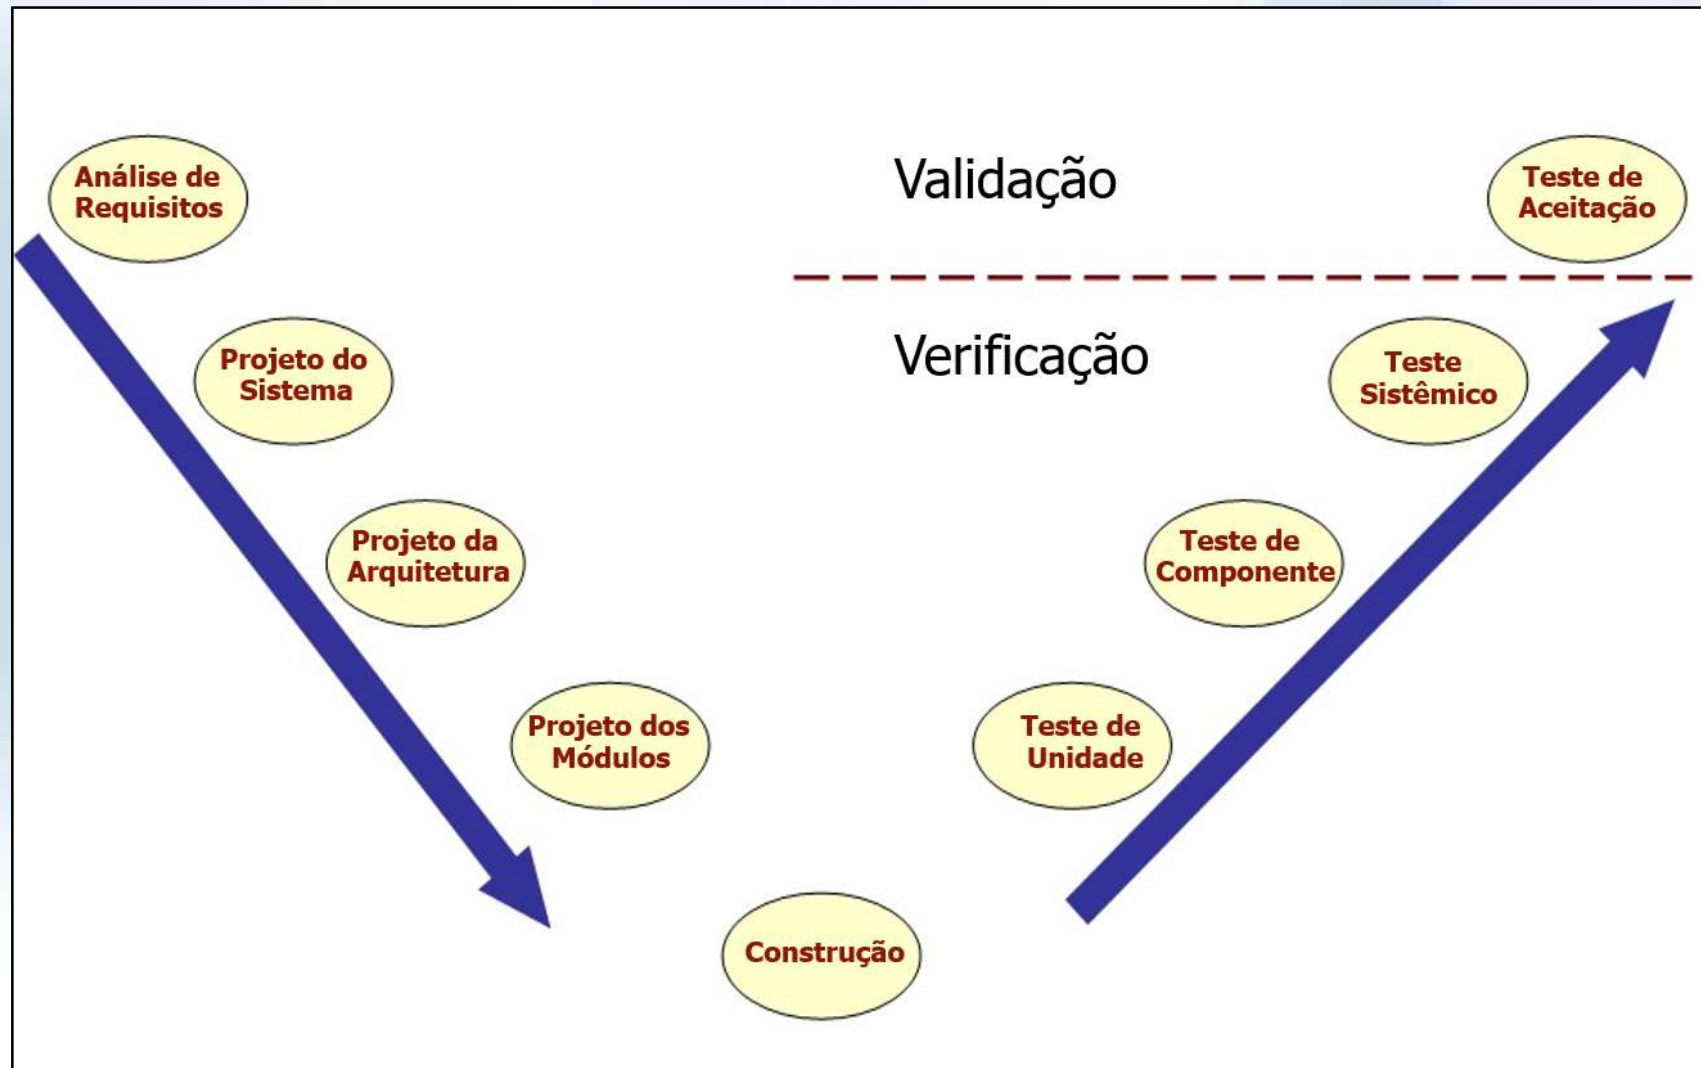 Validação
Análise de
Requisitos
Teste de
Aceitação
Verificação
Projeto do
Sistema
Teste
Sistêmico
Projeto da
Arquitetura
Teste de
Componente
Projeto dos
Módulos
Teste de
Unidade
Construção